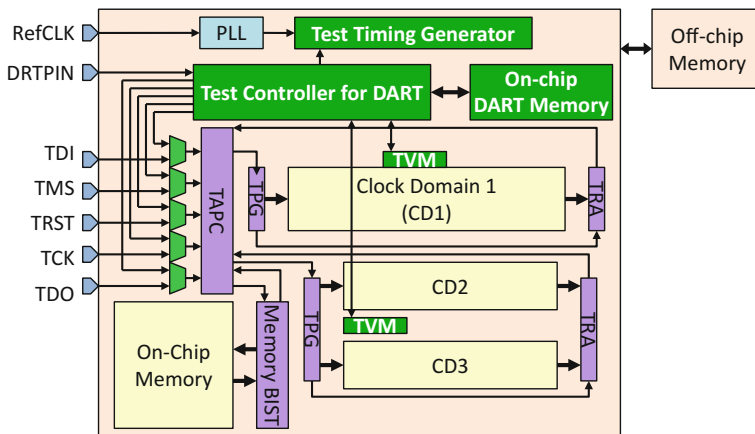 RefCLK
PLL
Test Timing Generator
Off-chip
Memory
DRTPIN
Test Controller for DART
On-chip
DART Memory
TDI
TMS
TRST
TCK
TDO
TAPC
TPG
TVM
Clock Domain 1
(CD1)
TRA
TPG
CD2
TVM
CD3
TRA
On-Chip
Memory
Memory BIST